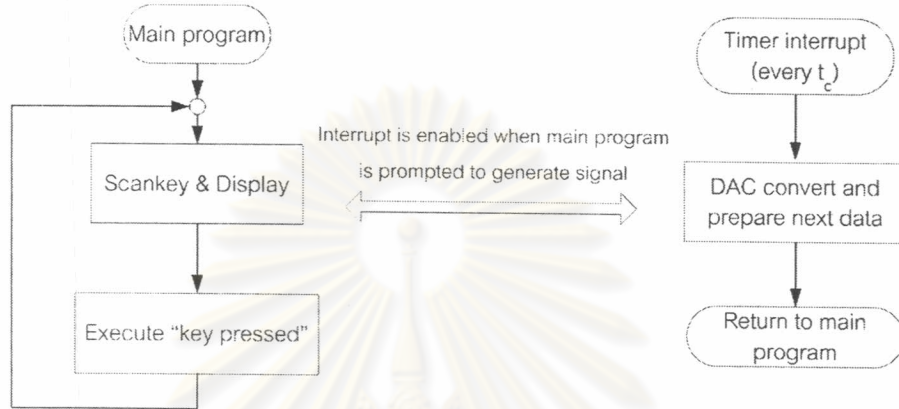 Main program
Scankey & Display
Execute “key pressed”
Interrupt is enabled when main program
is prompted to generate signal
Timer interrupt
(every t_c)
DAC convert and
prepare next data
Return to main
program